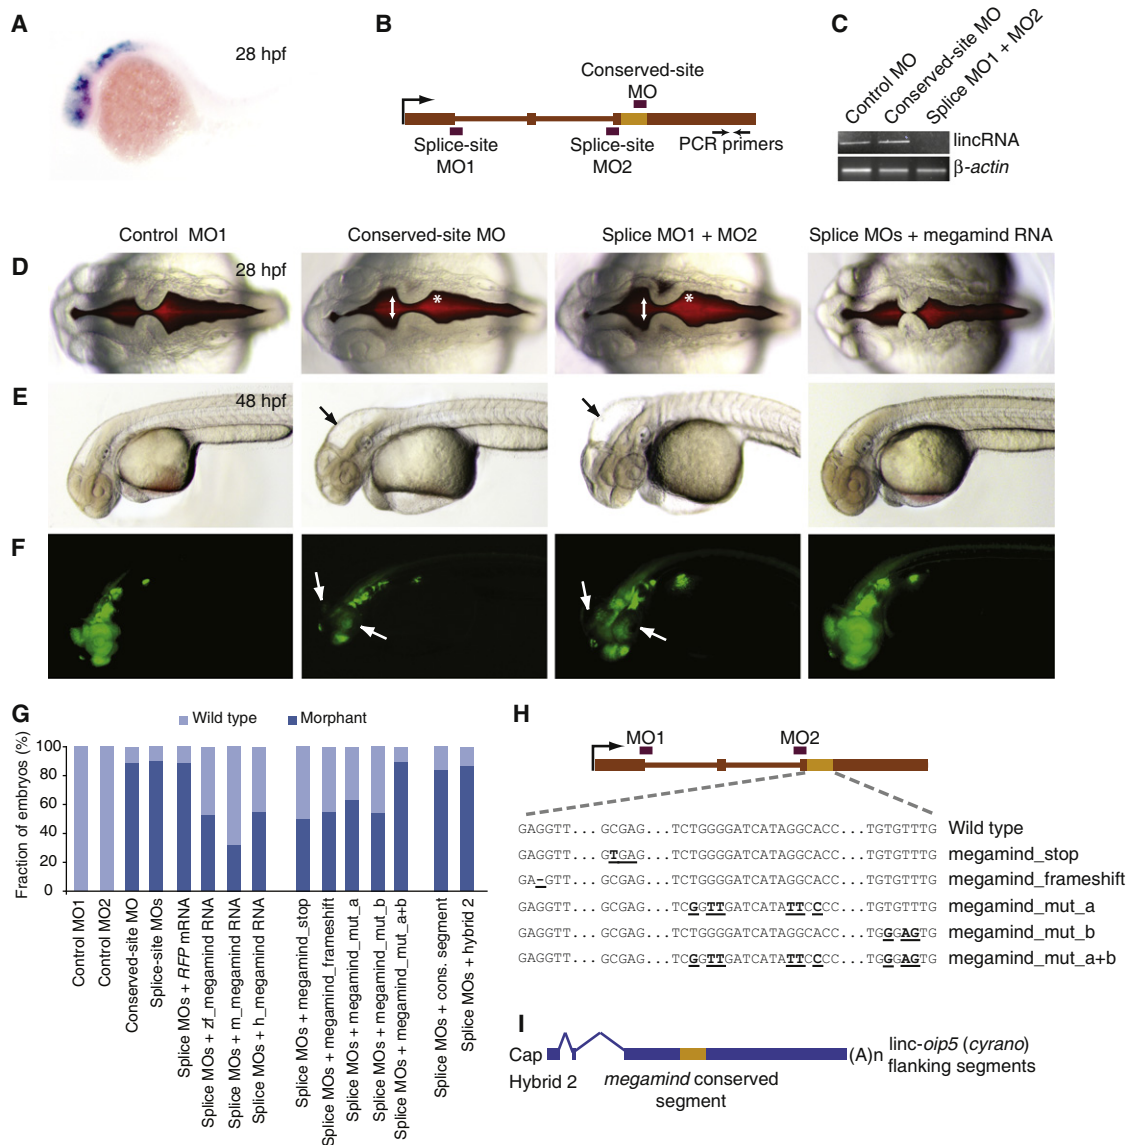 A
28 hpf
B
Conserved-site
MO
Splice-site
MO1
Splice-site
MO2
PCR primers
C
Control MO
Conserved-site MO
Splice MO1 + MO2
lincRNA
β-actin
Control MO1
Conserved-site MO
Splice MO1 + MO2
Splice MOs + megamind RNA
D
28 hpf
*
*
E
48 hpf
F
G
Wild type
Morphant
Fraction of embryos (%)
100
80
60
40
20
0
Control MO1
Control MO2
Conserved-site MO
Splice-site MOs
Splice MOs + RFP mRNA
Splice MOs + zf_megamind RNA
Splice MOs + m_megamind RNA
Splice MOs + h_megamind RNA
Splice MOs + megamind_stop
Splice MOs + megamind_frameshift
Splice MOs + megamind_mut_a
Splice MOs + megamind_mut_b
Splice MOs + megamind_mut_a+b
Splice MOs + cons. segment
Splice MOs + hybrid 2
H
MO1
MO2
GAGGTT... GCGAG...TCTGGGGATCATAGGCACC...TGTGTTTG Wild type
GAGGTT... GTGAG...TCTGGGGATCATAGGCACC...TGTGTTTG megamind_stop
GA-GTT... GCGAG...TCTGGGGATCATAGGCACC...TGTGTTTG megamind_frameshift
GAGGTT... GCGAG...TCGGTTGATCATATTCCCC...TGTGTTTG megamind_mut_a
GAGGTT... GCGAG...TCTGGGGATCATAGGCACC...TGGGAGTG megamind_mut_b
GAGGTT... GCGAG...TCGGTTGATCATATTCCCC...TGGGAGTG megamind_mut_a+b
I
Cap
(A)n
linc-oip5 (cyrano)
flanking segments
Hybrid 2
megamind conserved
segment